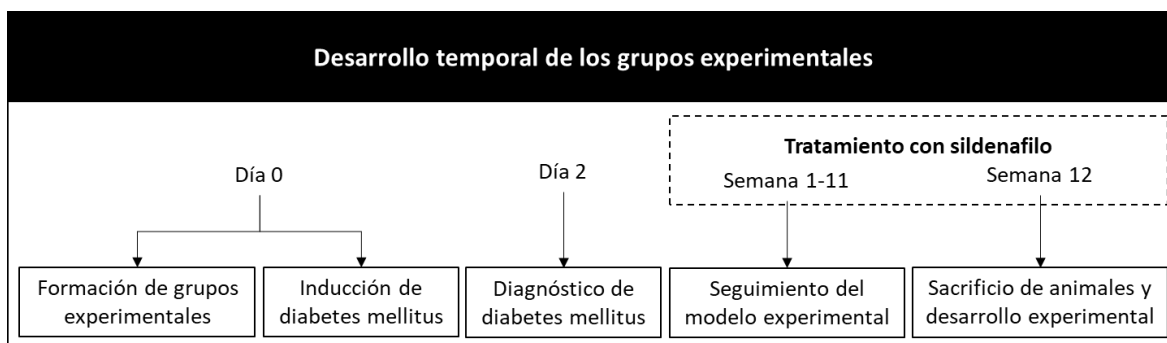 Desarrollo temporal de los grupos experimentales
Tratamiento con sildenafilo
Día 0
Día 2
Semana 1-11
Semana 12
Formación de grupos
experimentales
Inducción de
diabetes mellitus
Diagnóstico de
diabetes mellitus
Seguimiento del
modelo experimental
Sacrificio de animales y
desarrollo experimental